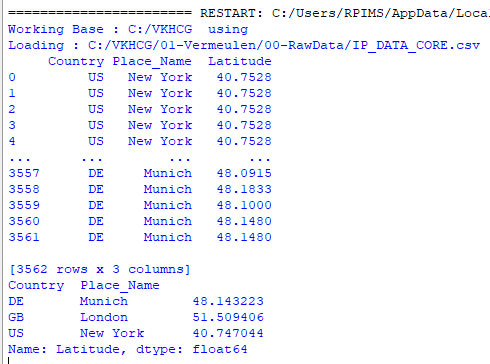 ======================= RESTART: C:/Users/RPIMS/AppData/Loca
Working Base : C:/VKHCG  using
Loading : C:/VKHCG/01-Vermeulen/00-RawData/IP_DATA_CORE.csv
     Country Place_Name  Latitude
0         US   New York   40.7528
1         US   New York   40.7528
2         US   New York   40.7528
3         US   New York   40.7528
4         US   New York   40.7528
...      ...        ...       ...
3557      DE     Munich   48.0915
3558      DE     Munich   48.1833
3559      DE     Munich   48.1000
3560      DE     Munich   48.1480
3561      DE     Munich   48.1480
[3562 rows x 3 columns]
Country  Place_Name
DE       Munich        48.143223
GB       London        51.509406
US       New York      40.747044
Name: Latitude, dtype: float64